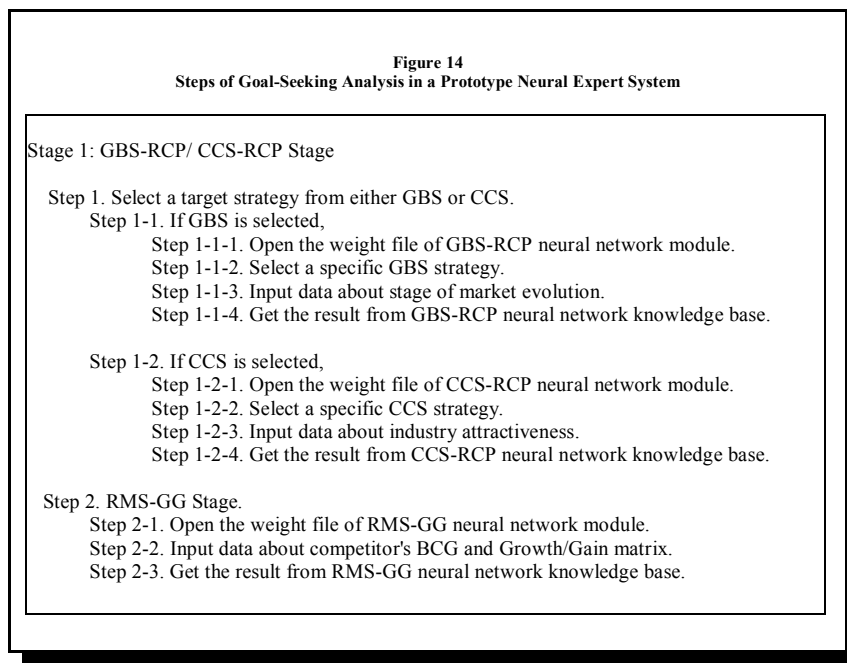 Figure 14
Steps of Goal-Seeking Analysis in a Prototype Neural Expert System
Stage 1: GBS-RCP/ CCS-RCP Stage
Step 1. Select a target strategy from either GBS or CCS.
Step 1-1. If GBS is selected,
Step 1-1-1. Open the weight file of GBS-RCP neural network module.
Step 1-1-2. Select a specific GBS strategy.
Step 1-1-3. Input data about stage of market evolution.
Step 1-1-4. Get the result from GBS-RCP neural network knowledge base.
Step 1-2. If CCS is selected,
Step 1-2-1. Open the weight file of CCS-RCP neural network module.
Step 1-2-2. Select a specific CCS strategy.
Step 1-2-3. Input data about industry attractiveness.
Step 1-2-4. Get the result from CCS-RCP neural network knowledge base.
Step 2. RMS-GG Stage.
Step 2-1. Open the weight file of RMS-GG neural network module.
Step 2-2. Input data about competitor's BCG and Growth/Gain matrix.
Step 2-3. Get the result from RMS-GG neural network knowledge base.